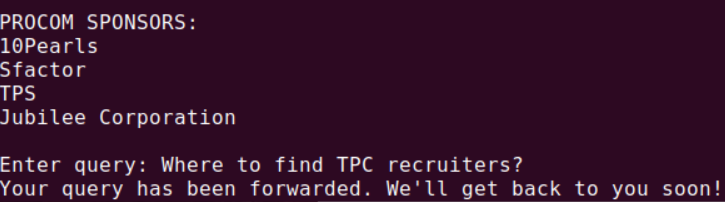 PROCOM SPONSORS:
10Pearls
Sfactor
TPS
Jubilee Corporation
Enter query: Where to find TPC recruiters?
Your query has been forwarded. We'll get back to you soon!